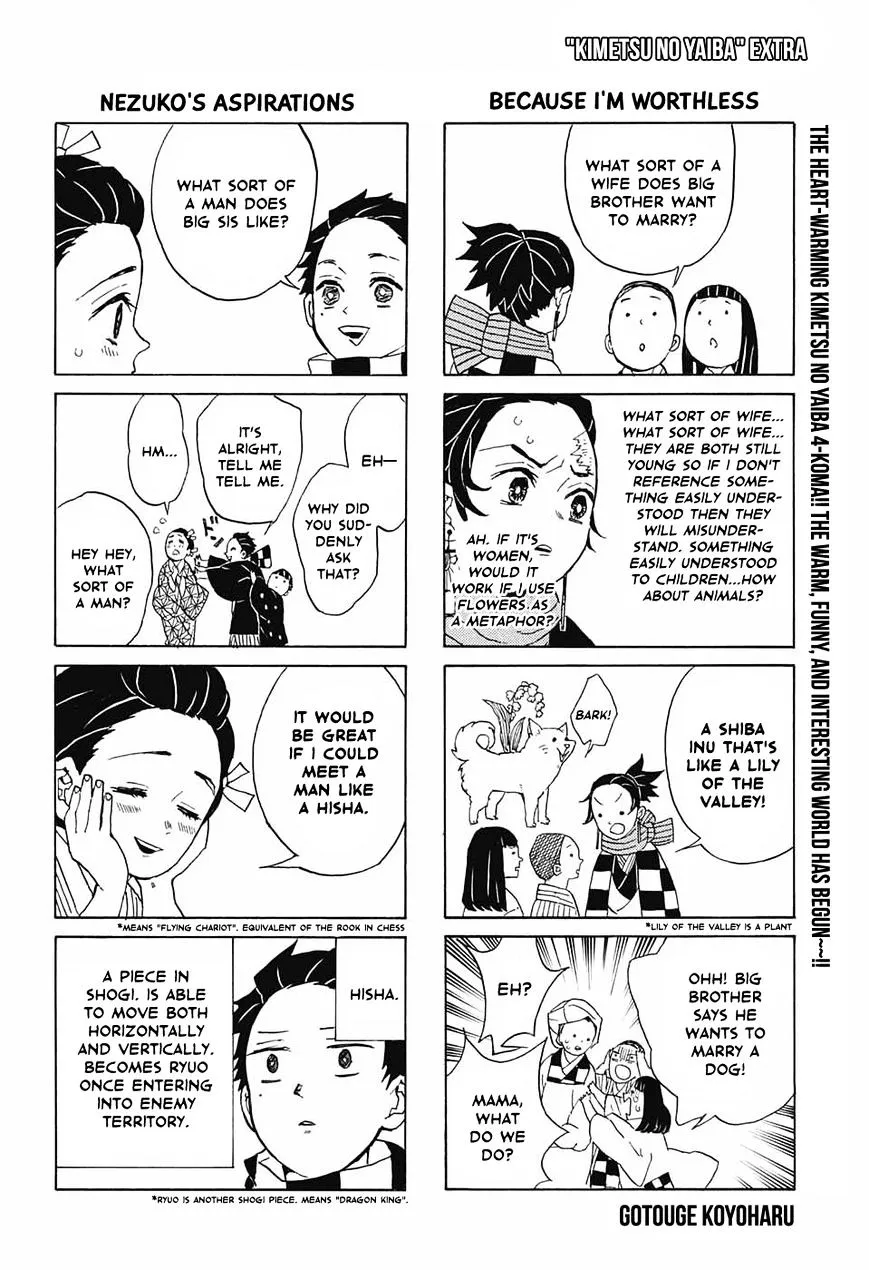 "KIMETSU NO YAIBA" EXTRA
BECAUSE I'M WORTHLESS
WHAT SORT OF A
WIFE DOES BIG
BROTHER WANT
TO MARRY?
WHAT SORT OF WIFE...
WHAT SORT OF WIFE...
THEY ARE BOTH STILL
YOUNG SO IF I DON'T
REFERENCE SOME-
THING EASILY UNDER-
STOOD THEN THEY
WILL MISUNDER-
STAND. SOMETHING
EASILY UNDERSTOOD
TO CHILDREN...HOW
ABOUT ANIMALS?
AH. IF IT'S
WOMEN,
WOULD IT
WORK IF I USE
FLOWERS AS
A METAPHOR?
A SHIBA
INU THAT'S
LIKE A LILY
OF THE
VALLEY!
BARK!
*LILY OF THE VALLEY IS A PLANT
OHH! BIG
BROTHER
SAYS HE
WANTS TO
MARRY A
DOG!
EH?
MAMA,
WHAT
DO WE
DO?
NEZUKO'S ASPIRATIONS
WHAT SORT OF
A MAN DOES
BIG SIS LIKE?
EH—
WHY DID
YOU SUD-
DENLY
ASK
THAT?
IT'S
ALRIGHT,
TELL ME
TELL ME.
ドン
HM...
HEY HEY,
WHAT
SORT OF
A MAN?
IT WOULD
BE GREAT
IF I COULD
MEET A
MAN LIKE
A HISHA.
*MEANS "FLYING CHARIOT". EQUIVALENT OF THE ROOK IN CHESS
HISHA.
A PIECE IN
SHOGI. IS ABLE
TO MOVE BOTH
HORIZONTALLY
AND VERTICALLY.
BECOMES RYUO
ONCE ENTERING
INTO ENEMY
TERRITORY.
*RYUO IS ANOTHER SHOGI PIECE. MEANS "DRAGON KING".
THE HEART-WARMING KIMETSU NO YAIBA 4-KOMA!! THE WARM, FUNNY, AND INTERESTING WORLD HAS BEGUN~~!!
GOTOUGE KOYOHARU